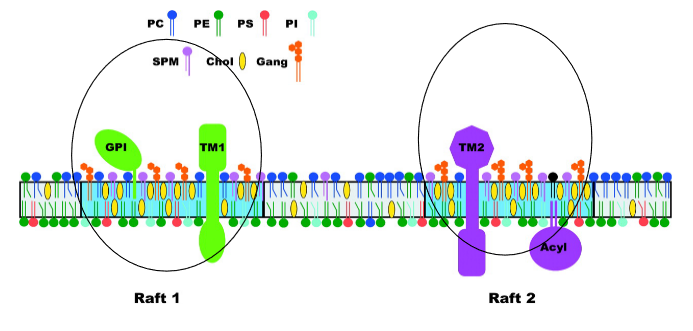 PC PE PS PI
SPM Chol Gang
GPI TM1 TM2
Acyl
Raft 1 Raft 2